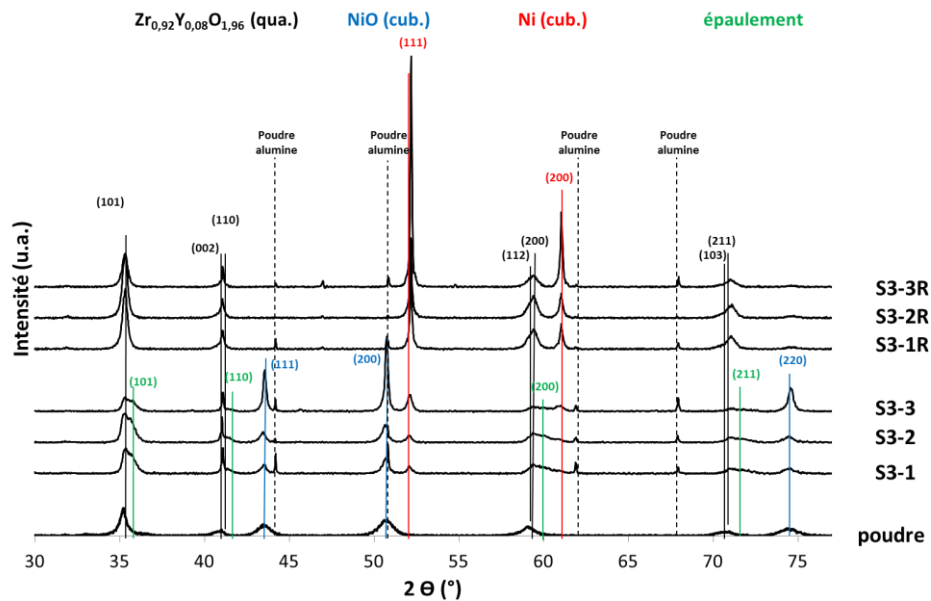 Zr0,92Y0,08O1,96 (qua.) NiO (cub.) Ni (cub.) épaulement
(111)
Poudre alumine
Poudre alumine
Poudre alumine
Poudre alumine
(200)
(101)
(110)
(002)
(200)
(112)
(211)
(103)
S3-3R
S3-2R
S3-1R
(101)
(110)
(111)
(200)
(200)
(211)
(220)
S3-3
S3-2
S3-1
poudre
Intensité (u.a.)
30 35 40 45 50 55 60 65 70 75
2 Ө (°)